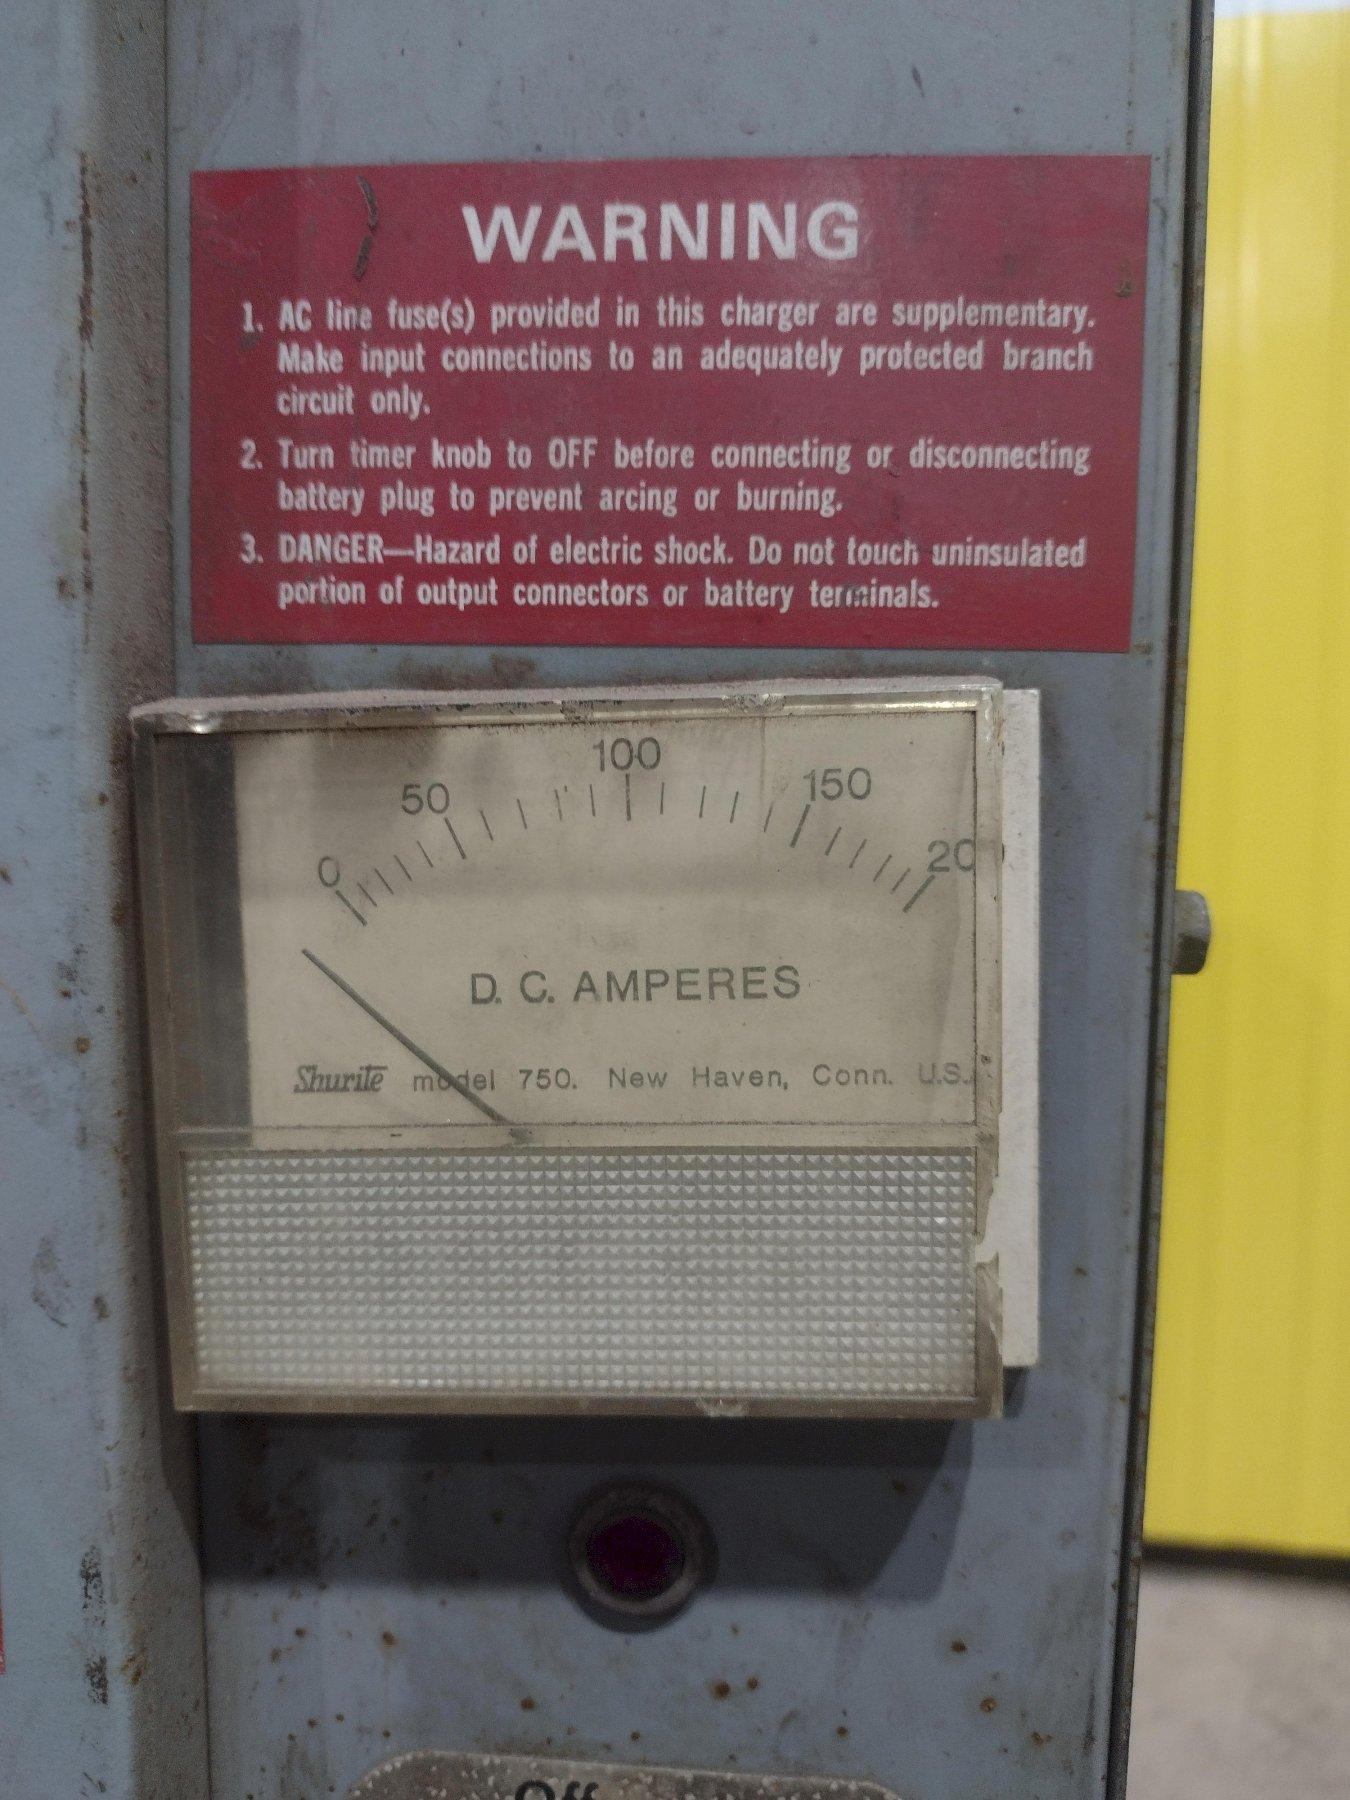 WARNING
1. AC line fuse(s) provided in this charger are supplementary.
Make input connections to an adequately protected branch
circuit only.
2. Turn timer knob to OFF before connecting or disconnecting
battery plug to prevent arcing or burning.
3. DANGER—Hazard of electric shock. Do not touch uninsulated
portion of output connectors or battery terminals.
0 50 100 150 20
D. C. AMPERES
Shurite model 750. New Haven, Conn. U.S.
Off